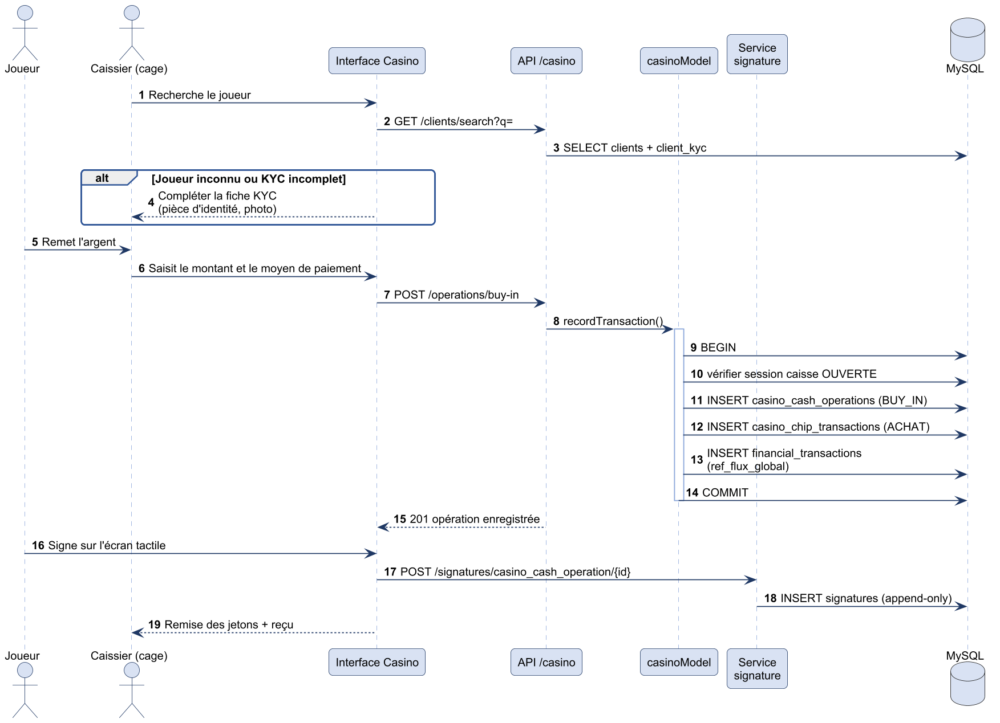 Joueur
Caissier (cage)
Interface Casino
API /casino
casinoModel
Service
signature
MySQL
1 Recherche le joueur
2 GET /clients/search?q=
3 SELECT clients + client_kyc
alt
[Joueur inconnu ou KYC incomplet]
4 Compléter la fiche KYC
(pièce d'identité, photo)
5 Remet l'argent
6 Saisit le montant et le moyen de paiement
7 POST /operations/buy-in
8 recordTransaction()
9 BEGIN
10 vérifier session caisse OUVERTE
11 INSERT casino_cash_operations (BUY_IN)
12 INSERT casino_chip_transactions (ACHAT)
13 INSERT financial_transactions
(ref_flux_global)
14 COMMIT
15 201 opération enregistrée
16 Signe sur l'écran tactile
17 POST /signatures/casino_cash_operation/{id}
18 INSERT signatures (append-only)
19 Remise des jetons + reçu
Joueur
Caissier (cage)
Interface Casino
API /casino
casinoModel
Service
signature
MySQL